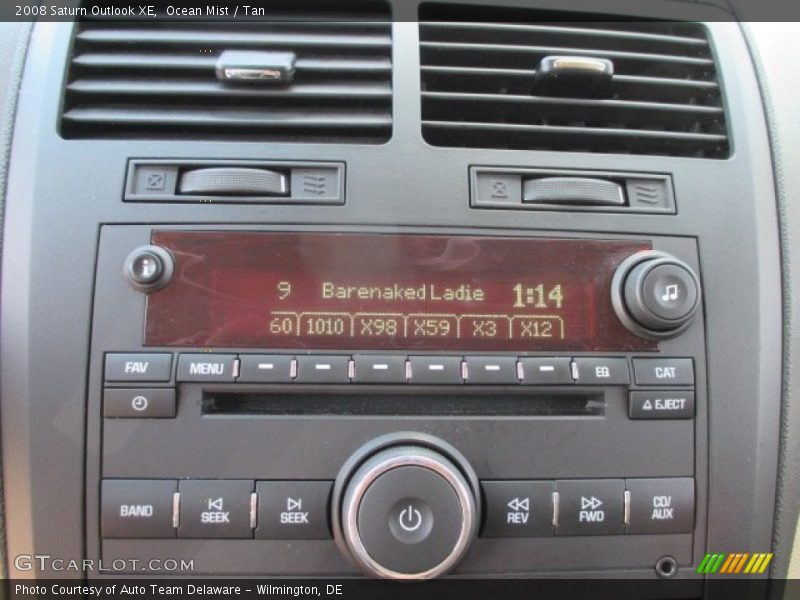 2008 Saturn Outlook XE, Ocean Mist / Tan
9 Barenaked Ladie 1:14
60 1010 X98 X59 X3 X12
FAV MENU EQ CAT
EJECT
BAND SEEK SEEK REV FWD CD/AUX
GTCARLOT.COM
Photo Courtesy of Auto Team Delaware - Wilmington, DE